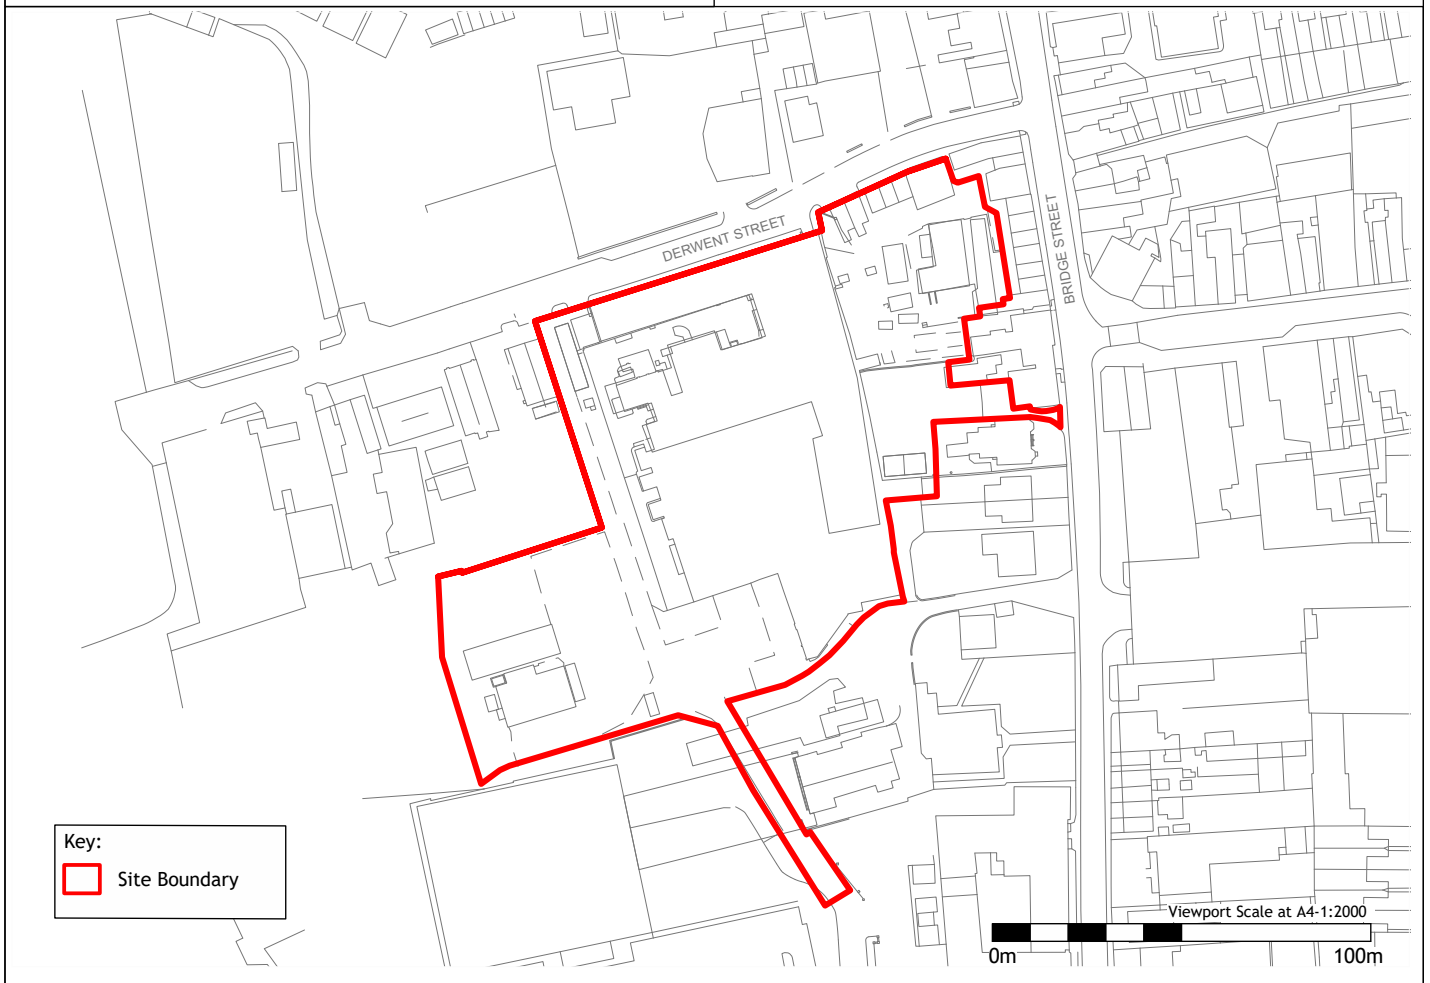 DERWENT STREET
BRIDGE STREET
Key:
Site Boundary
Viewport Scale at A4-1:2000
0m
100m